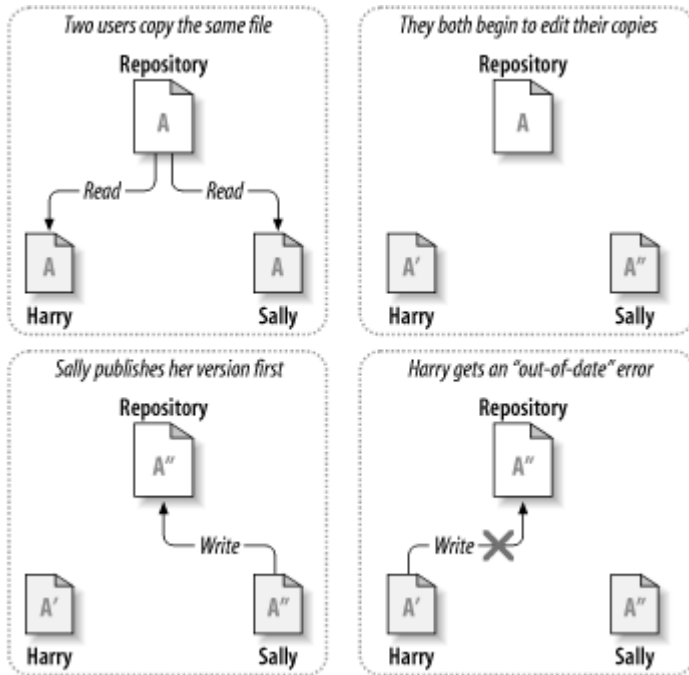 Two users copy the same file
Repository
A
Read Read
A A
Harry Sally
They both begin to edit their copies
Repository
A
A' A"
Harry Sally
Sally publishes her version first
Repository
A"
Write
A' A"
Harry Sally
Harry gets an “out-of-date” error
Repository
A"
Write
A' A"
Harry Sally